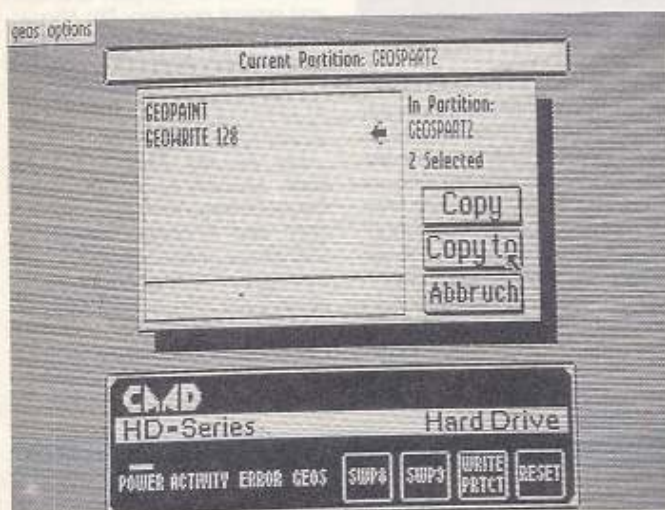 geos options
Current Partition: GEOSPART2
GEOPAINT
GEOWRITE 128
In Partition:
GEOSPART2
2 Selected
Copy
Copy to
Abbruch
CMD
HD-Series
Hard Drive
POWER ACTIVITY ERROR GEOS
SWP8
SWP9
WRITE
PRTCT
RESET